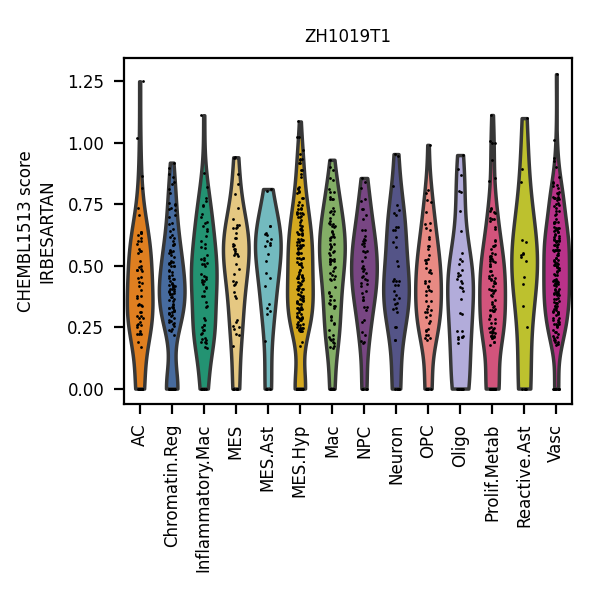 ZH1019T1
CHEMBL1513 score
IRBESARTAN
1.25
1.00
0.75
0.50
0.25
0.00
AC
Chromatin.Reg
Inflammatory.Mac
MES
MES.Ast
MES.Hyp
Mac
NPC
Neuron
OPC
Oligo
Prolif.Metab
Reactive.Ast
Vasc